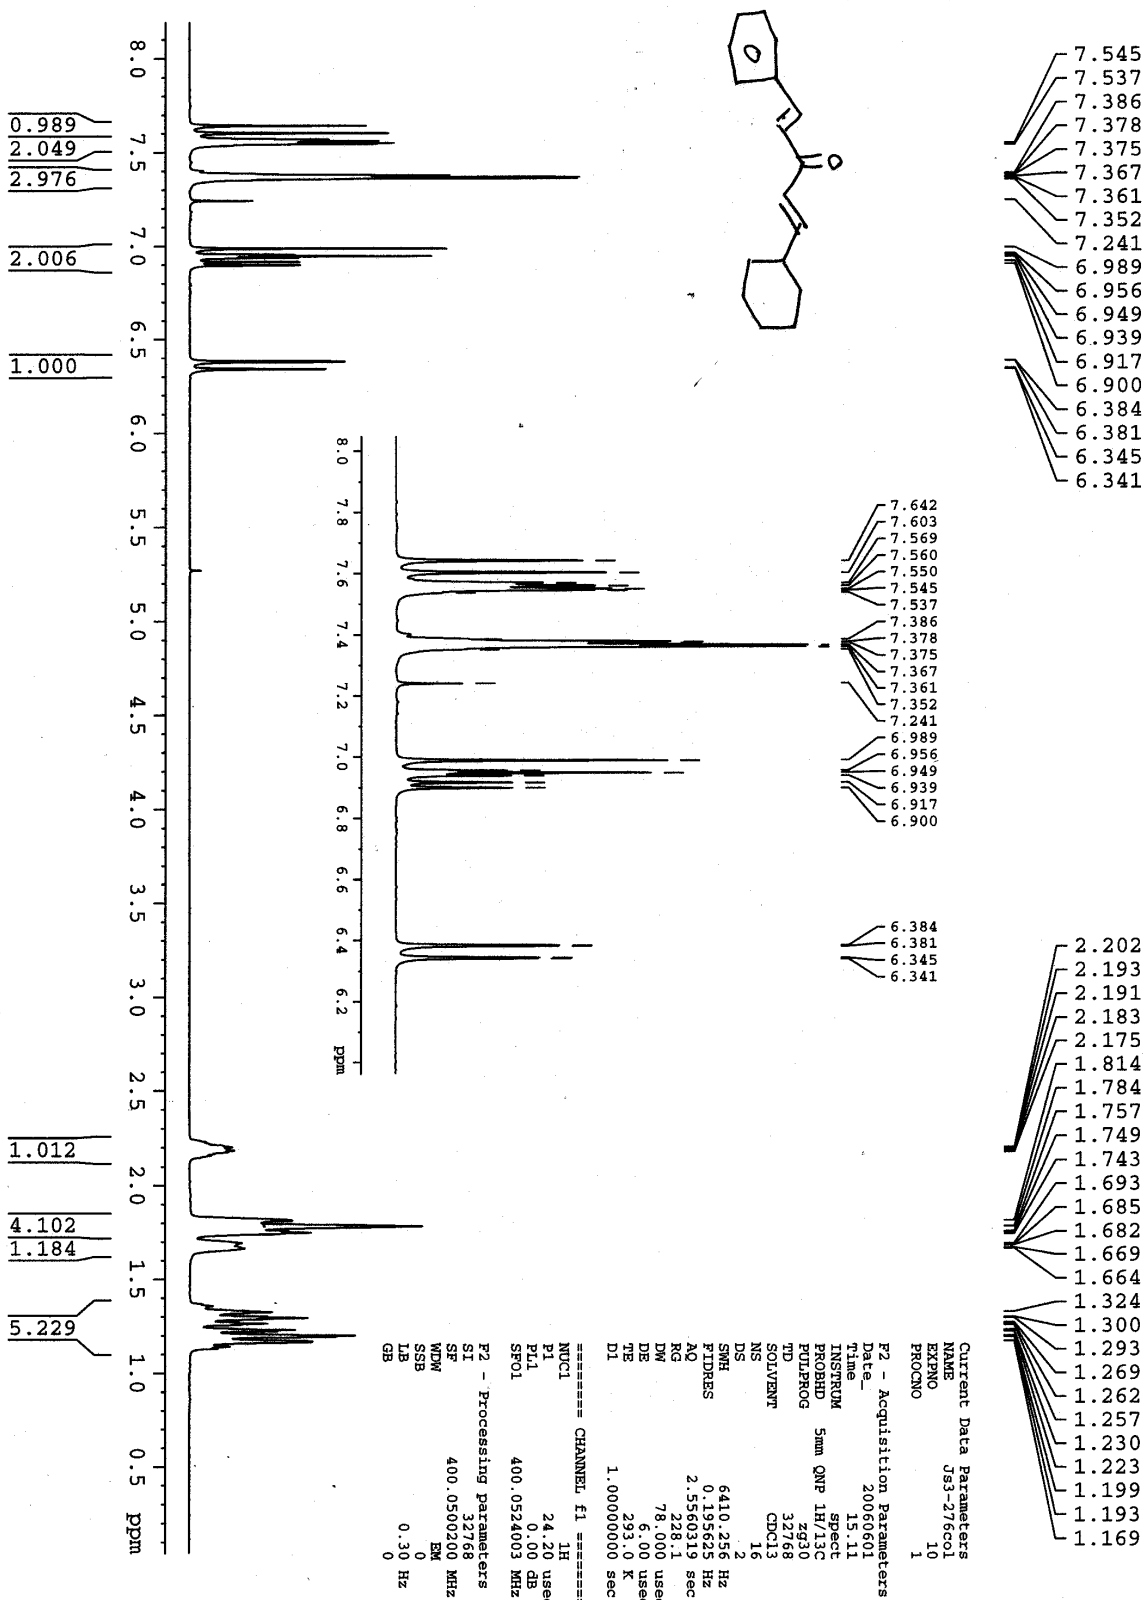 7.545
7.537
7.386
7.378
7.375
7.367
7.361
7.352
7.241
6.989
6.956
6.949
6.939
6.917
6.900
6.384
6.381
6.345
6.341
2.202
2.193
2.191
2.183
2.175
1.814
1.784
1.757
1.749
1.743
1.693
1.685
1.682
1.669
1.664
1.324
1.300
1.293
1.269
1.262
1.257
1.230
1.223
1.199
1.193
1.169
O
O
7.642
7.603
7.569
7.560
7.550
7.545
7.537
7.386
7.378
7.375
7.367
7.361
7.352
7.241
6.989
6.956
6.949
6.939
6.917
6.900
6.384
6.381
6.345
6.341
8.0 7.8 7.6 7.4 7.2 7.0 6.8 6.6 6.4 6.2 ppm
8.0 7.5 7.0 6.5 6.0 5.5 5.0 4.5 4.0 3.5 3.0 2.5 2.0 1.5 1.0 0.5 ppm
0.989
2.049
2.976
2.006
1.000
1.012
4.102
1.184
5.229
Current Data Parameters
NAME Js3-276col
EXPNO 10
PROCNO 1
F2 - Acquisition Parameters
Date_ 20060601
Time 15.11
INSTRUM spect
PROBHD 5mm QNP 1H/13C
PULPROG zg30
TD 32768
SOLVENT CDCl3
NS 16
DS 2
SWH 6410.256 Hz
FIDRES 0.195625 Hz
AQ 2.5560319 sec
RG 228.1
DW 78.000 usec
DE 6.00 usec
TE 293.0 K
D1 1.00000000 sec
======== CHANNEL f1 ========
NUC1 1H
P1 24.20 usec
PL1 0.00 dB
SFO1 400.0524003 MHz
F2 - Processing parameters
SI 32768
SF 400.0500200 MHz
WDW EM
SSB 0
LB 0.30 Hz
GB 0